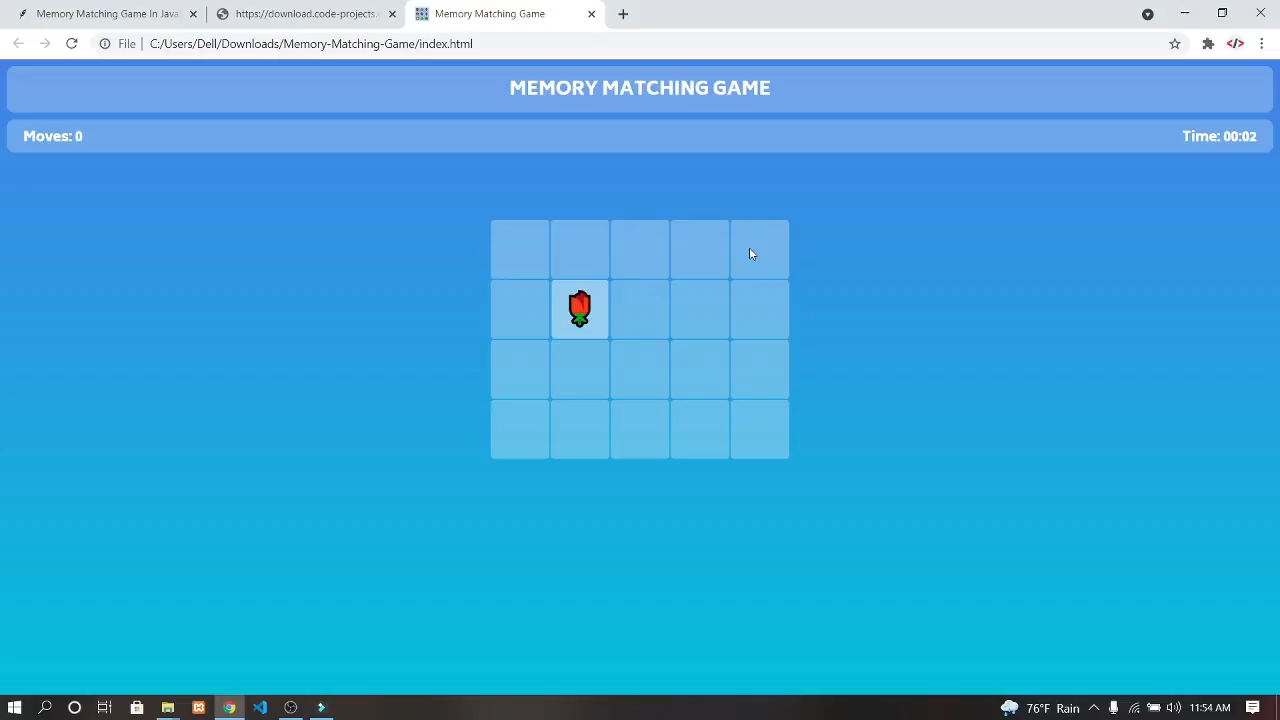 Memory Matching Game in Java
https://download.code-projects.
Memory Matching Game
File
C:/Users/Dell/Downloads/Memory-Matching-Game/index.html
MEMORY MATCHING GAME
Moves: 0
Time: 00:02
76°F Rain
11:54 AM